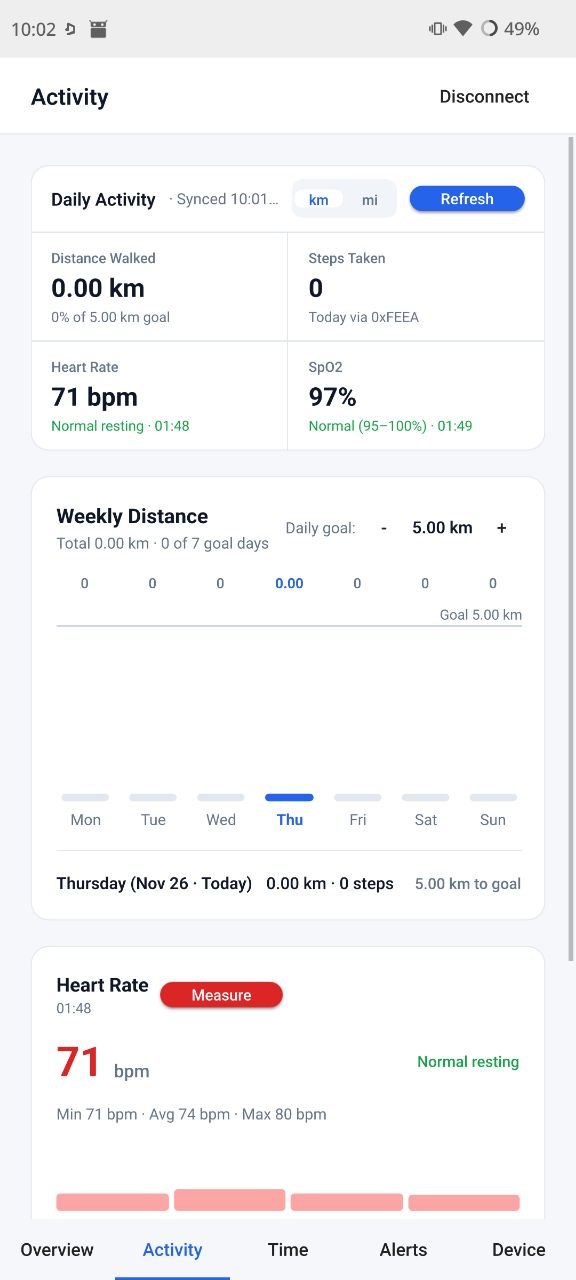 10:02 49%
Activity Disconnect
Daily Activity · Synced 10:01... km mi Refresh
Distance Walked Steps Taken
0.00 km 0
0% of 5.00 km goal Today via 0xFEEA
Heart Rate SpO2
71 bpm 97%
Normal resting · 01:48 Normal (95–100%) · 01:49
Weekly Distance
Daily goal: - 5.00 km +
Total 0.00 km · 0 of 7 goal days
0 0 0 0.00 0 0 0
Goal 5.00 km
Mon Tue Wed Thu Fri Sat Sun
Thursday (Nov 26 · Today) 0.00 km · 0 steps 5.00 km to goal
Heart Rate Measure
01:48
71 bpm Normal resting
Min 71 bpm · Avg 74 bpm · Max 80 bpm
Overview Activity Time Alerts Device